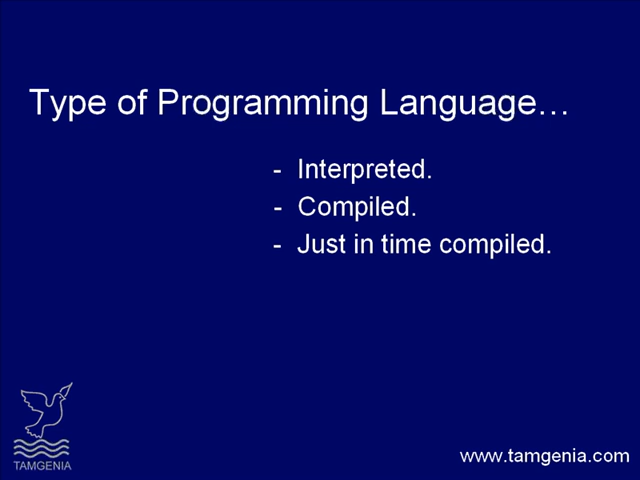 Type of Programming Language…
- Interpreted.
- Compiled.
- Just in time compiled.
TAMGENIA
www.tamgenia.com